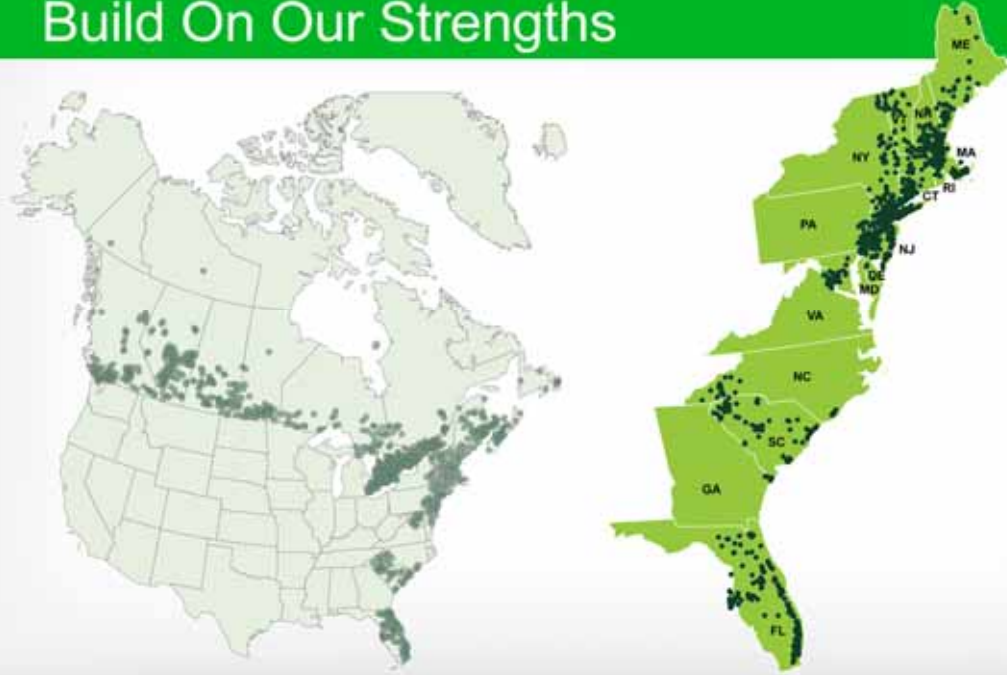 Build On Our Strengths
ME
NH
NY
MA
RI
CT
PA
NJ
DE
MD
VA
NC
SC
GA
FL